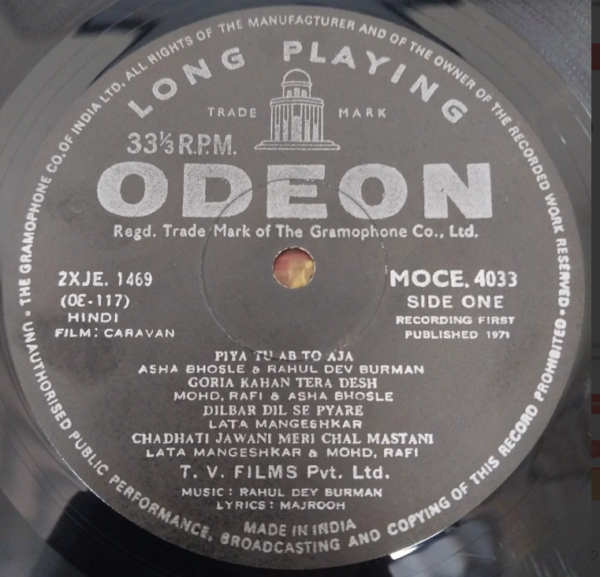 THE GRAMOPHONE CO. OF INDIA LTD. ALL RIGHTS OF THE MANUFACTURER AND OF THE OWNER OF THE RECORDED WORK RESERVED • UNAUTHORISED PUBLIC PERFORMANCE, BROADCASTING AND COPYING OF THIS RECORD PROHIBITED •
LONG PLAYING
TRADE MARK
33⅓ R.P.M.
ODEON
Regd. Trade Mark of The Gramophone Co., Ltd.
2XJE. 1469
(OE-117)
HINDI
FILM: CARAVAN
MOCE. 4033
SIDE ONE
RECORDING FIRST
PUBLISHED 1971
PIYA TU AB TO AJA
ASHA BHOSLE & RAHUL DEV BURMAN
GORIA KAHAN TERA DESH
MOHD, RAFI & ASHA BHOSLE
DILBAR DIL SE PYARE
LATA MANGESHKAR
CHADHATI JAWANI MERI CHAL MASTANI
LATA MANGESHKAR & MOHD, RAFI
T. V. FILMS Pvt. Ltd.
MUSIC: RAHUL DEY BURMAN
LYRICS: MAJROOH
MADE IN INDIA